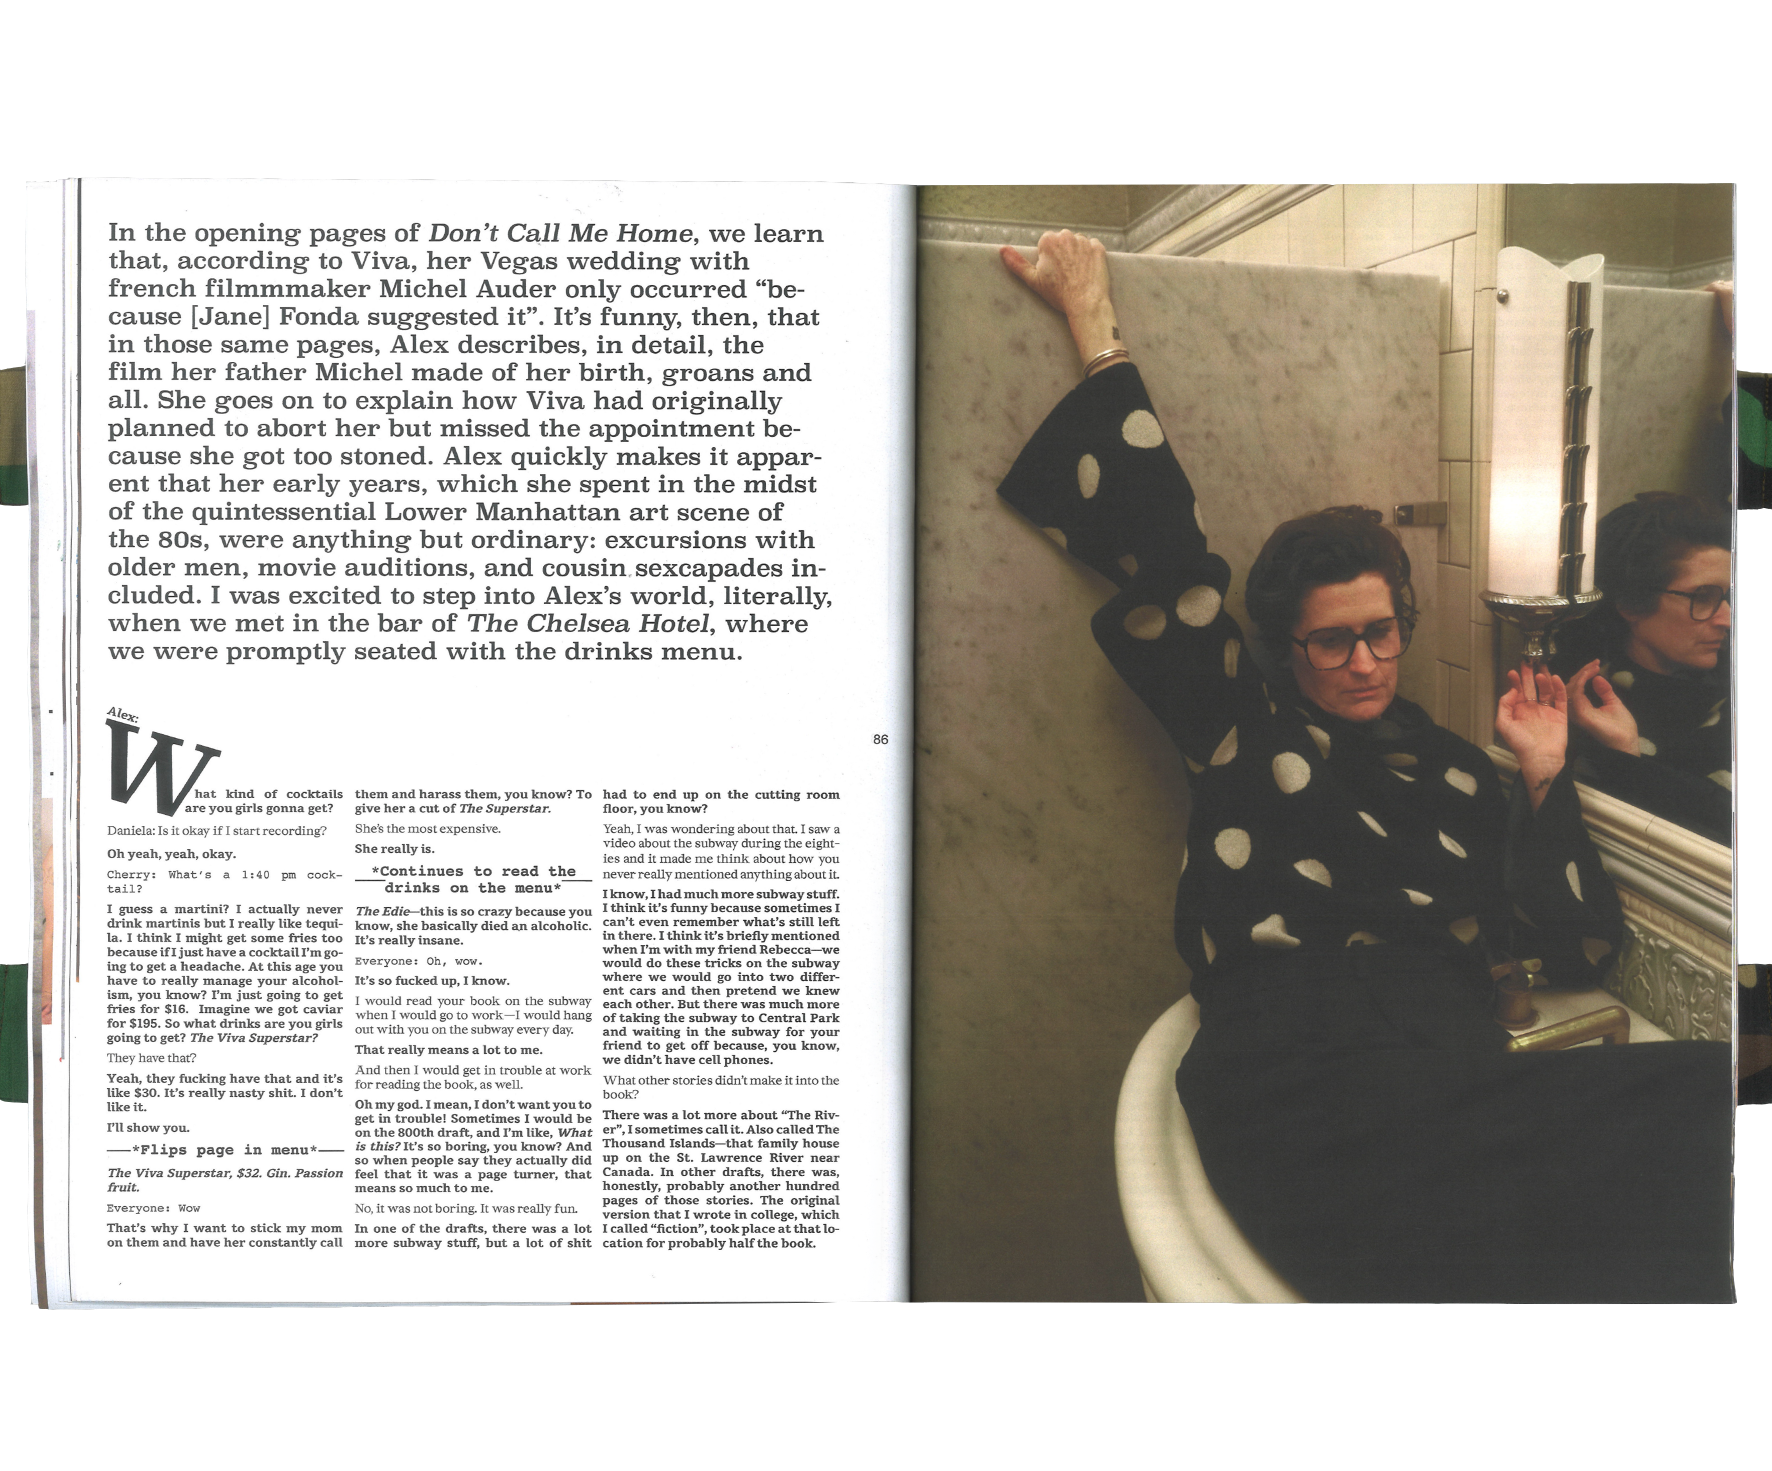 In the opening pages of Don't Call Me Home, we learn
that, according to Viva, her Vegas wedding with
french filmmmaker Michel Auder only occurred “be-
cause [Jane] Fonda suggested it”. It's funny, then, that
in those same pages, Alex describes, in detail, the
film her father Michel made of her birth, groans and
all. She goes on to explain how Viva had originally
planned to abort her but missed the appointment be-
cause she got too stoned. Alex quickly makes it appar-
ent that her early years, which she spent in the midst
of the quintessential Lower Manhattan art scene of
the 80s, were anything but ordinary: excursions with
older men, movie auditions, and cousin sexcapades in-
cluded. I was excited to step into Alex's world, literally,
when we met in the bar of The Chelsea Hotel, where
we were promptly seated with the drinks menu.
Alex:
What kind of cocktails
are you girls gonna get?
Daniela: Is it okay if I start recording?
Oh yeah, yeah, okay.
Cherry: What's a 1:40 pm cock-
tail?
I guess a martini? I actually never
drink martinis but I really like tequi-
la. I think I might get some fries too
because if I just have a cocktail I'm go-
ing to get a headache. At this age you
have to really manage your alcohol-
ism, you know? I'm just going to get
fries for $16. Imagine we got caviar
for $195. So what drinks are you girls
going to get? The Viva Superstar?
They have that?
Yeah, they fucking have that and it's
like $30. It's really nasty shit. I don't
like it.
I'll show you.
*Flips page in menu*
The Viva Superstar, $32. Gin. Passion
fruit.
Everyone: Wow
That's why I want to stick my mom
on them and have her constantly call
them and harass them, you know? To
give her a cut of The Superstar.
She's the most expensive.
She really is.
*Continues to read the
drinks on the menu*
The Edie—this is so crazy because you
know, she basically died an alcoholic.
It's really insane.
Everyone: Oh, wow.
It's so fucked up, I know.
I would read your book on the subway
when I would go to work—I would hang
out with you on the subway every day.
That really means a lot to me.
And then I would get in trouble at work
for reading the book, as well.
Oh my god. I mean, I don't want you to
get in trouble! Sometimes I would be
on the 800th draft, and I'm like, What
is this? It's so boring, you know? And
so when people say they actually did
feel that it was a page turner, that
means so much to me.
No, it was not boring. It was really fun.
In one of the drafts, there was a lot
more subway stuff, but a lot of shit
had to end up on the cutting room
floor, you know?
Yeah, I was wondering about that. I saw a
video about the subway during the eight-
ies and it made me think about how you
never really mentioned anything about it.
I know, I had much more subway stuff.
I think it's funny because sometimes I
can't even remember what's still left
in there. I think it's briefly mentioned
when I'm with my friend Rebecca—we
would do these tricks on the subway
where we would go into two differ-
ent cars and then pretend we knew
each other. But there was much more
of taking the subway to Central Park
and waiting in the subway for your
friend to get off because, you know,
we didn't have cell phones.
What other stories didn't make it into the
book?
There was a lot more about “The Riv-
er”, I sometimes call it. Also called The
Thousand Islands—that family house
up on the St. Lawrence River near
Canada. In other drafts, there was,
honestly, probably another hundred
pages of those stories. The original
version that I wrote in college, which
I called “fiction”, took place at that lo-
cation for probably half the book.
86